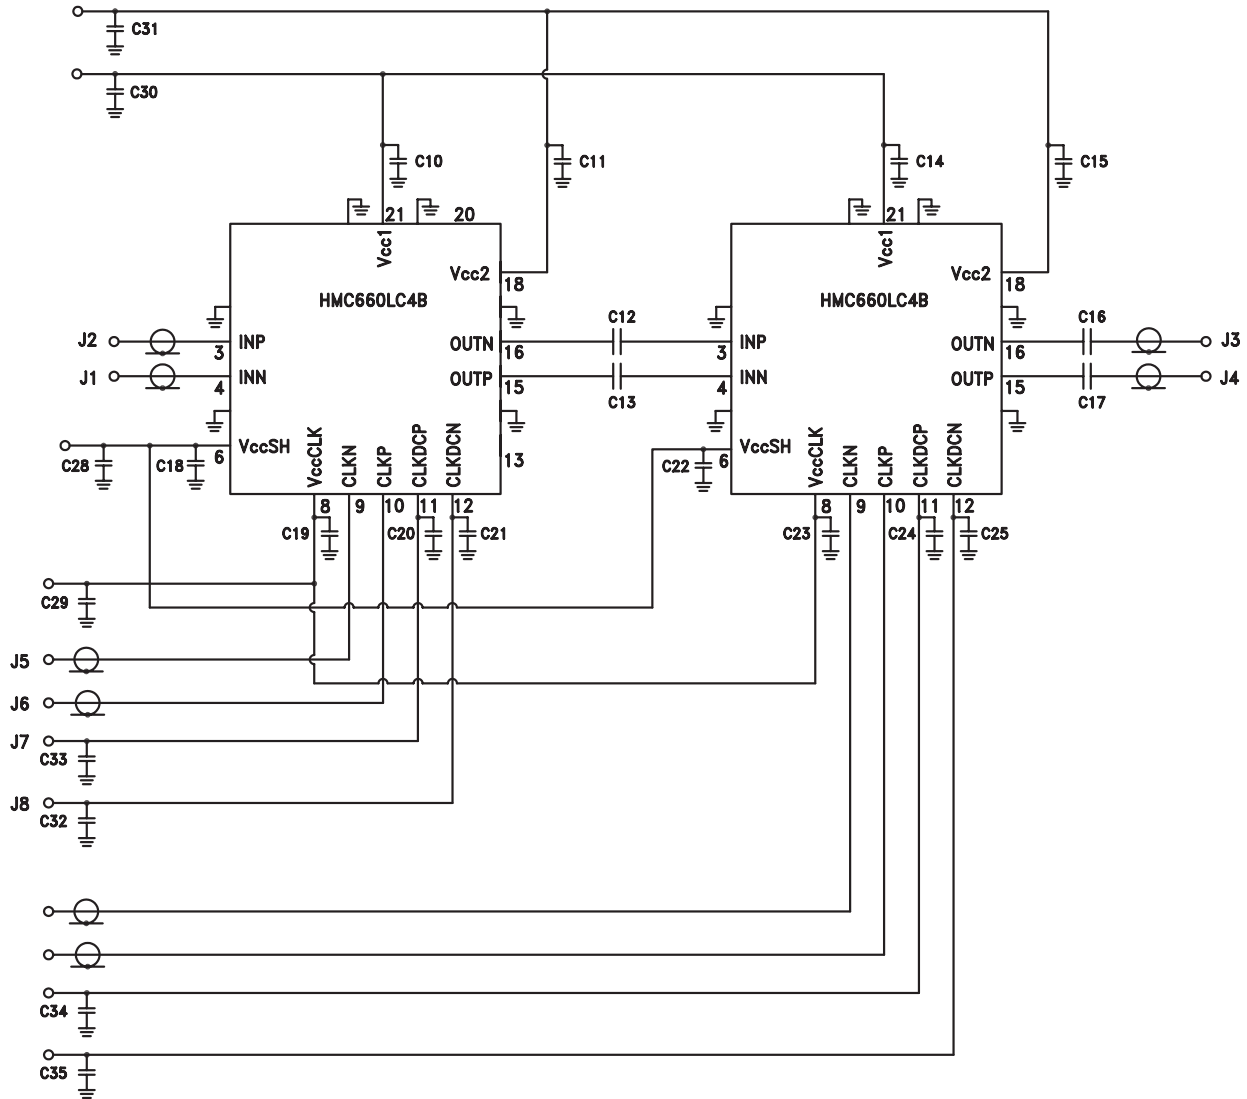 C31
C30
C10
C11
C14
C15
21
20
21
Vcc1
Vcc1
Vcc2
18
Vcc2
18
HMC660LC4B
HMC660LC4B
C12
C16
J2
3
INP
OUTN
16
3
INP
OUTN
16
J3
J1
4
INN
OUTP
15
C13
4
INN
OUTP
15
C17
J4
VccSH
6
C28
C18
VccCLK
CLKN
CLKP
CLKDCP
CLKDCN
13
VccSH
6
C22
VccCLK
CLKN
CLKP
CLKDCP
CLKDCN
8
9
10
11
12
8
9
10
11
12
C19
C20
C21
C23
C24
C25
C29
J5
J6
J7
C33
J8
C32
C34
C35